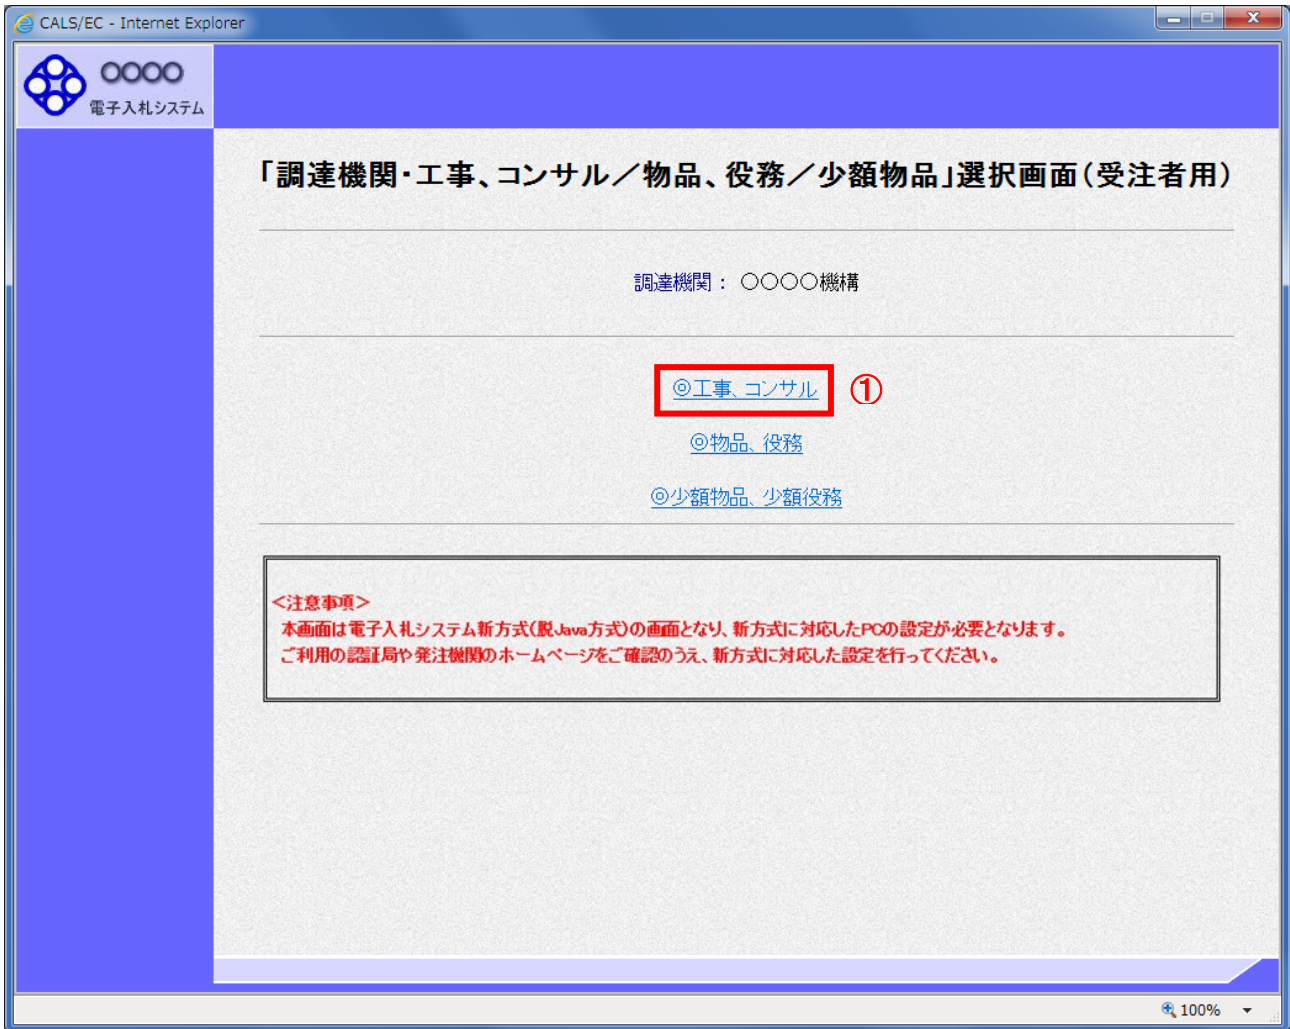 CALS/EC - Internet Explorer
○○○○
電子入札システム
「調達機関・工事、コンサル／物品、役務／少額物品」選択画面（受注者用）
調達機関： ○○○○機構
◎工事、コンサル ①
◎物品、役務
◎少額物品、少額役務
＜注意事項＞
本画面は電子入札システム新方式(脱Java方式)の画面となり、新方式に対応したPCの設定が必要となります。
ご利用の認証局や発注機関のホームページをご確認のうえ、新方式に対応した設定を行ってください。
100%